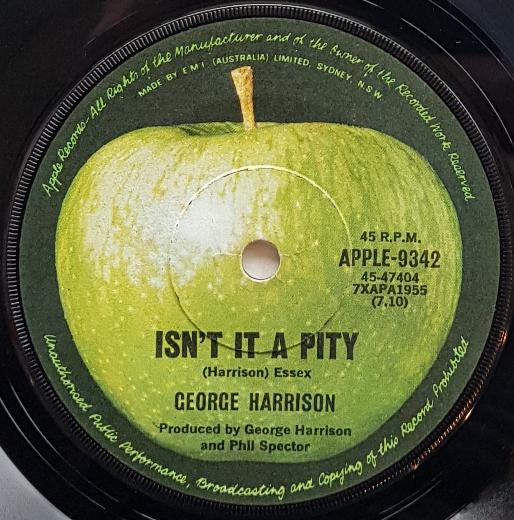 Apple Records-All Rights of the Manufacturer and of the Owner of the Recorded Work Reserved
MADE BY E.M.I. (AUSTRALIA) LIMITED, SYDNEY, N.S.W
45 R.P.M.
APPLE-9342
45-47404
7XAPA1955
(7.10)
ISN'T IT A PITY
(Harrison) Essex
GEORGE HARRISON
Produced by George Harrison
and Phil Spector
Unauthorised Public Performance, Broadcasting and Copying of this Record Prohibited